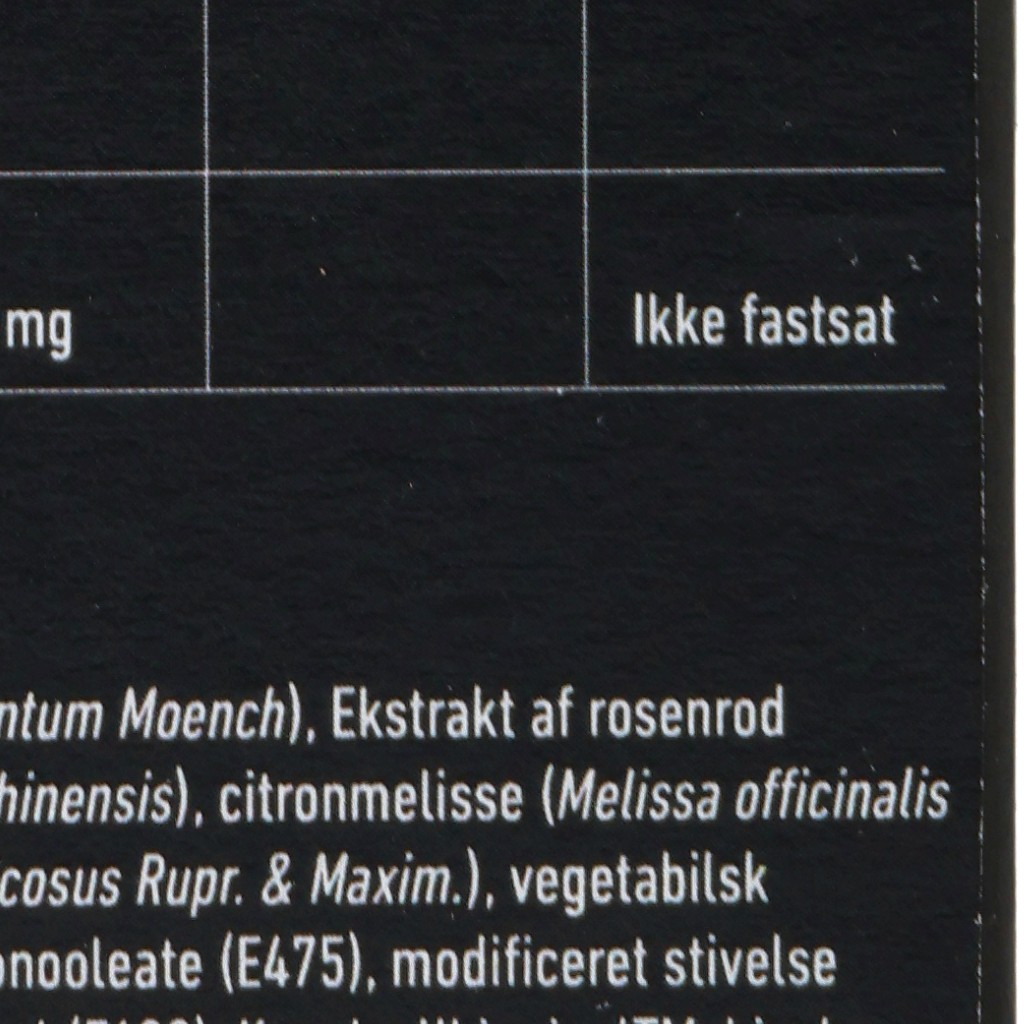 mg Ikke fastsat
ntum Moench), Ekstrakt af rosenrod
hinensis), citronmelisse (Melissa officinalis
cosus Rupr. & Maxim.), vegetabilsk
onooleate (E475), modificeret stivelse